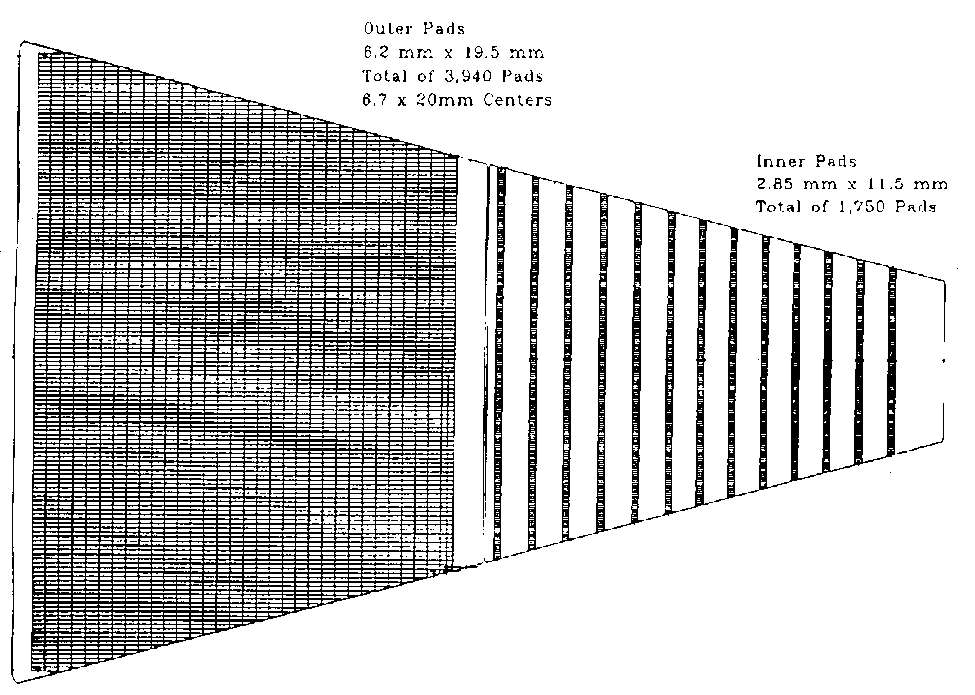 Outer Pads
6.2 mm x 19.5 mm
Total of 3,940 Pads
6.7 x 20mm Centers
Inner Pads
2.85 mm x 11.5 mm
Total of 1,750 Pads